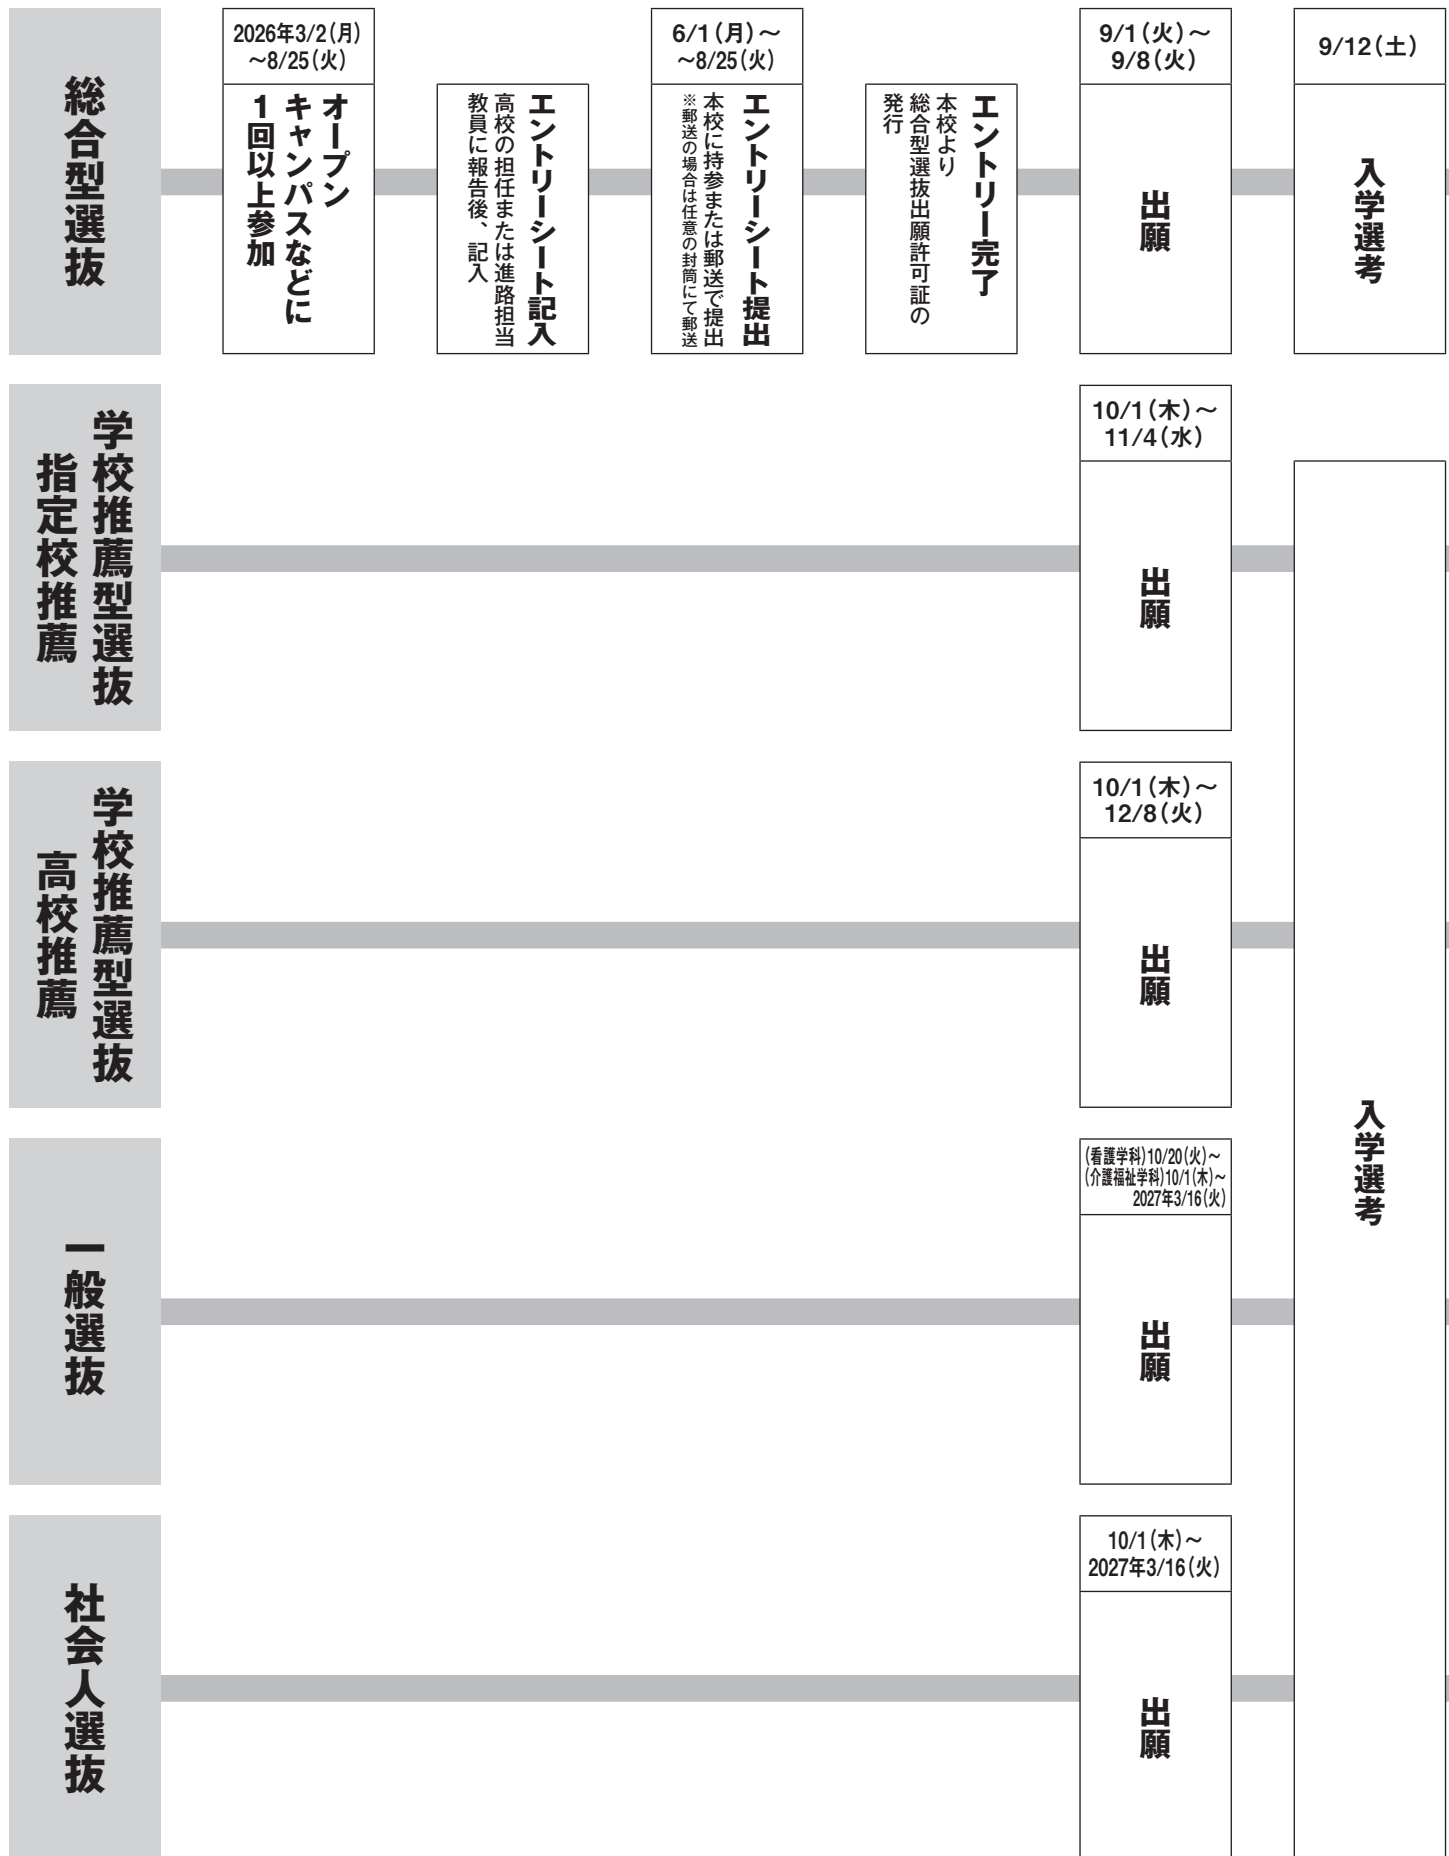 総合型選抜
2026年3/2(月)
～8/25(火)
オープン
キャンパスなどに
1回以上参加
エントリーシート記入
高校の担任または進路担当
教員に報告後、記入
6/1(月)～
～8/25(火)
エントリーシート提出
本校に持参または郵送で提出
※郵送の場合は任意の封筒にて郵送
エントリー完了
本校より
総合型選抜出願許可証の
発行
9/1(火)～
9/8(火)
出願
9/12(土)
入学選考
学校推薦型選抜
指定校推薦
10/1(木)～
11/4(水)
出願
学校推薦型選抜
高校推薦
10/1(木)～
12/8(火)
出願
一般選抜
(看護学科)10/20(火)～
(介護福祉学科)10/1(木)～
2027年3/16(火)
出願
社会人選抜
10/1(木)～
2027年3/16(火)
出願
入学選考